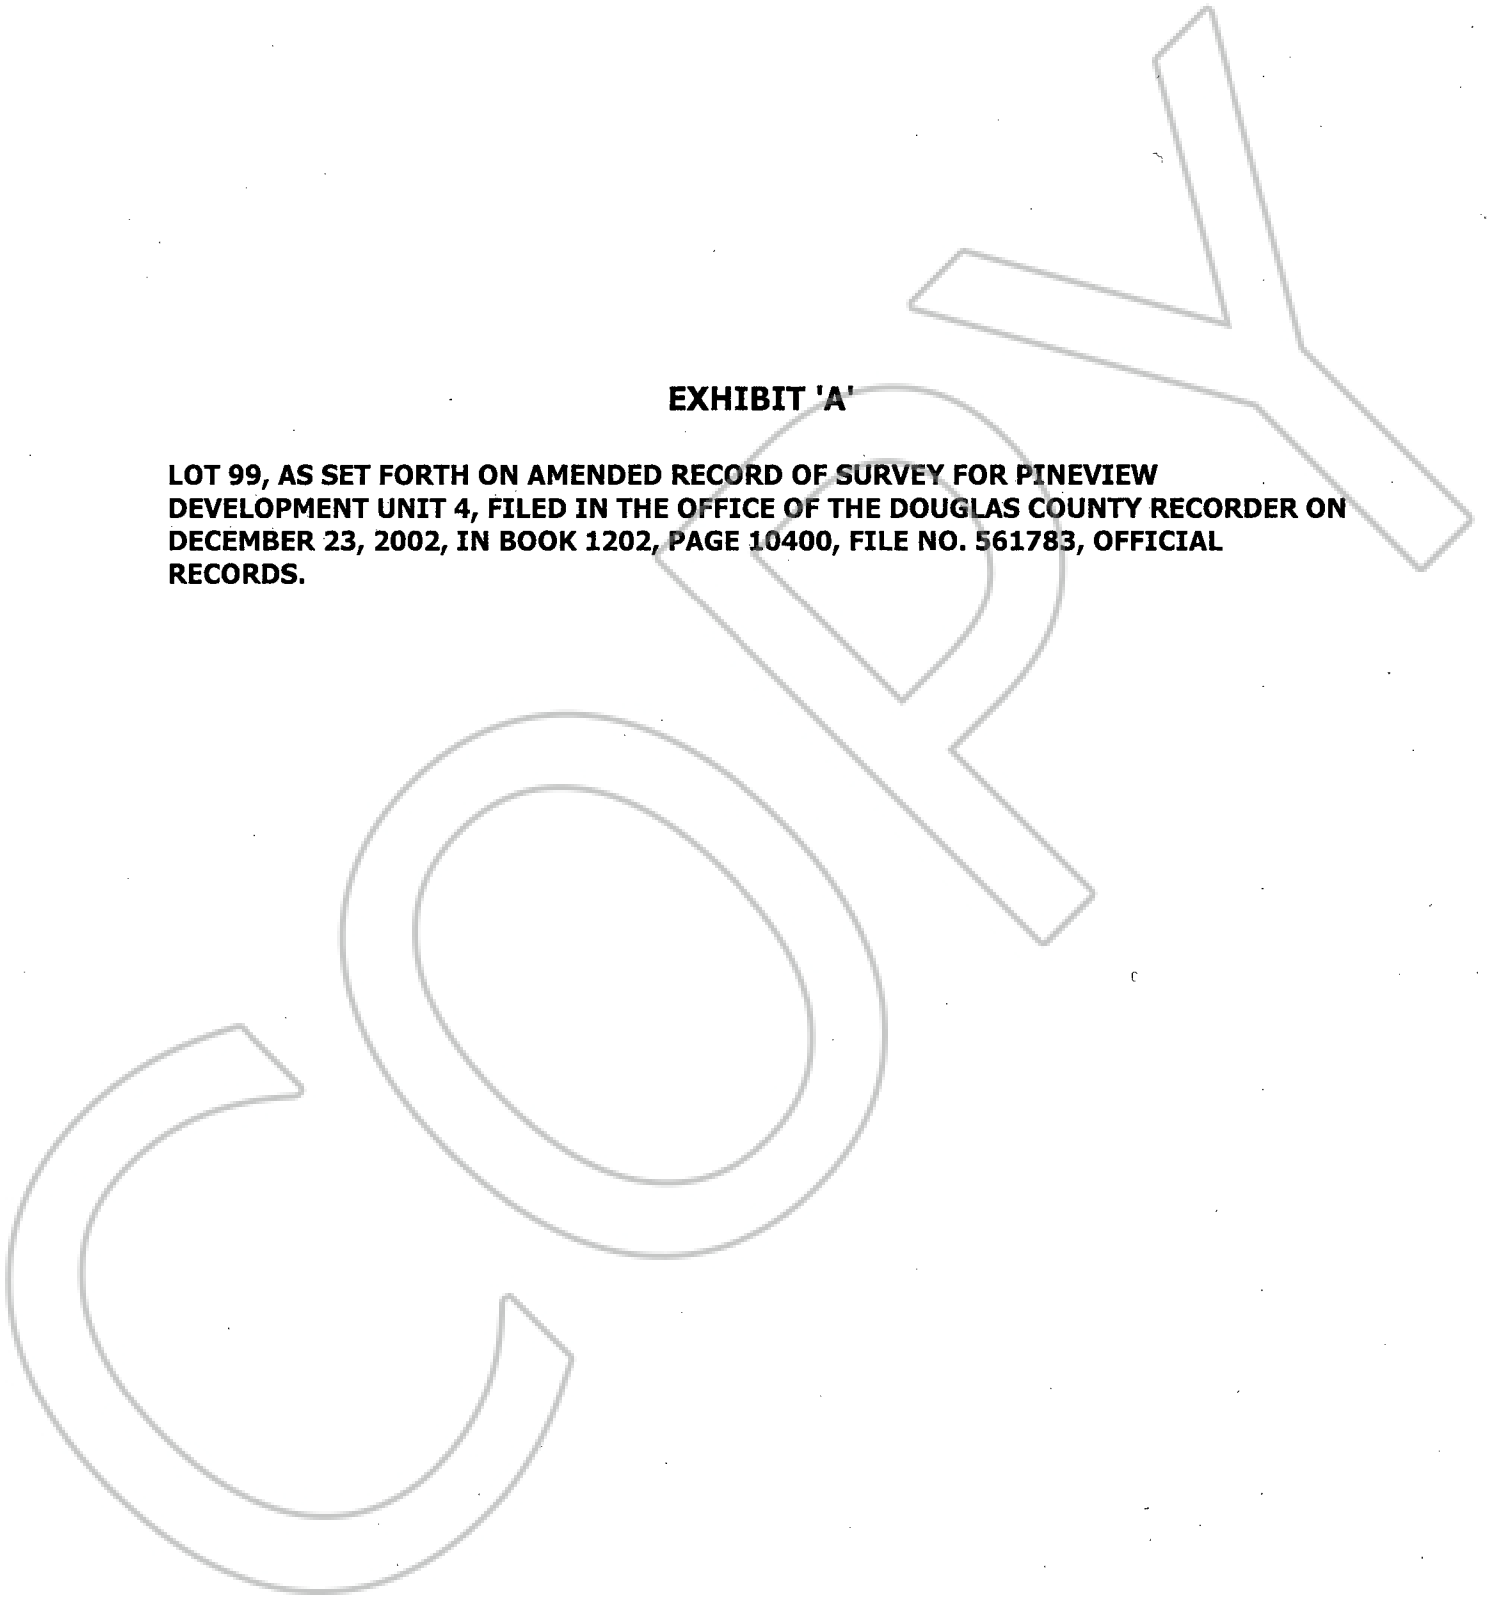 EXHIBIT 'A'
LOT 99, AS SET FORTH ON AMENDED RECORD OF SURVEY FOR PINEVIEW
DEVELOPMENT UNIT 4, FILED IN THE OFFICE OF THE DOUGLAS COUNTY RECORDER ON
DECEMBER 23, 2002, IN BOOK 1202, PAGE 10400, FILE NO. 561783, OFFICIAL
RECORDS.
COPY